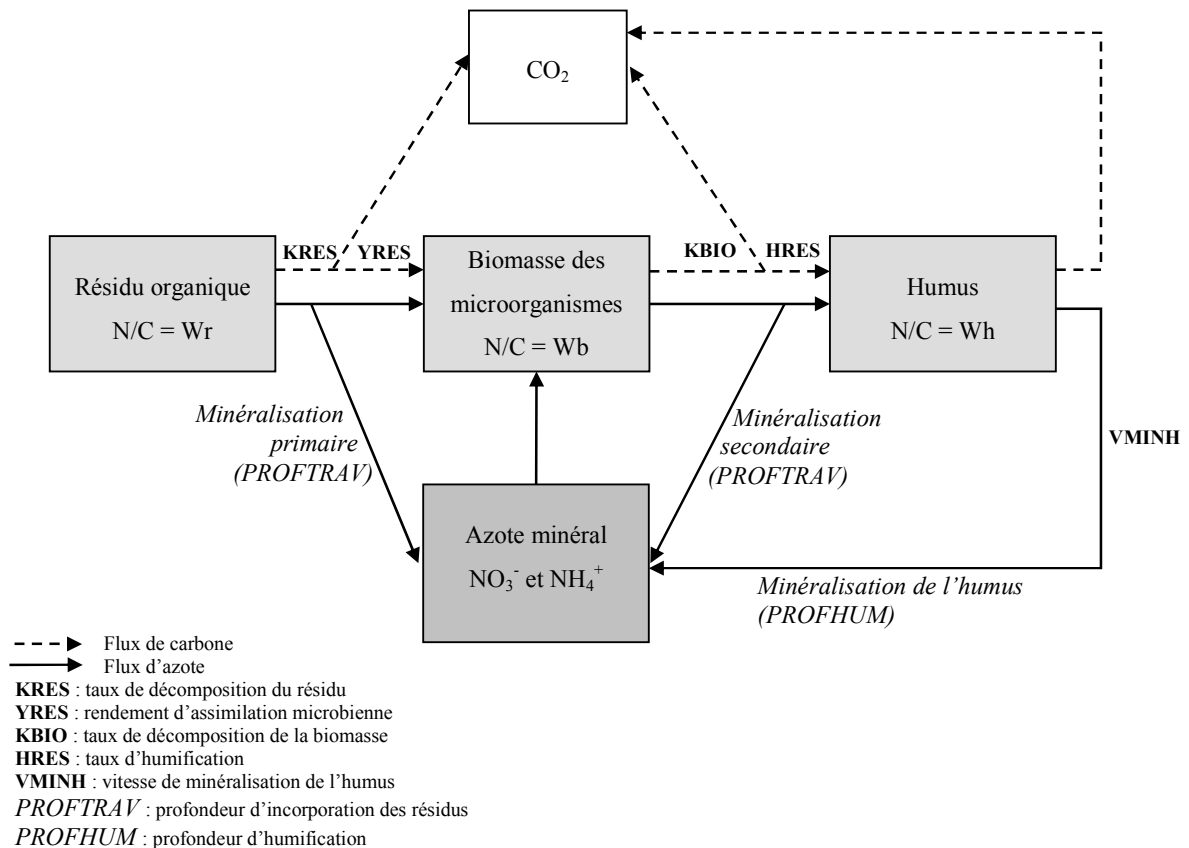 CO₂
KRES
YRES
KBIO
HRES
Résidu organique
N/C = Wr
Biomasse des
microorganismes
N/C = Wb
Humus
N/C = Wh
Minéralisation
primaire
(PROFTRAV)
Minéralisation
secondaire
(PROFTRAV)
VMINH
Azote minéral
NO₃⁻ et NH₄⁺
Minéralisation de l’humus
(PROFHUM)
Flux de carbone
Flux d’azote
KRES : taux de décomposition du résidu
YRES : rendement d’assimilation microbienne
KBIO : taux de décomposition de la biomasse
HRES : taux d’humification
VMINH : vitesse de minéralisation de l’humus
PROFTRAV : profondeur d’incorporation des résidus
PROFHUM : profondeur d’humification